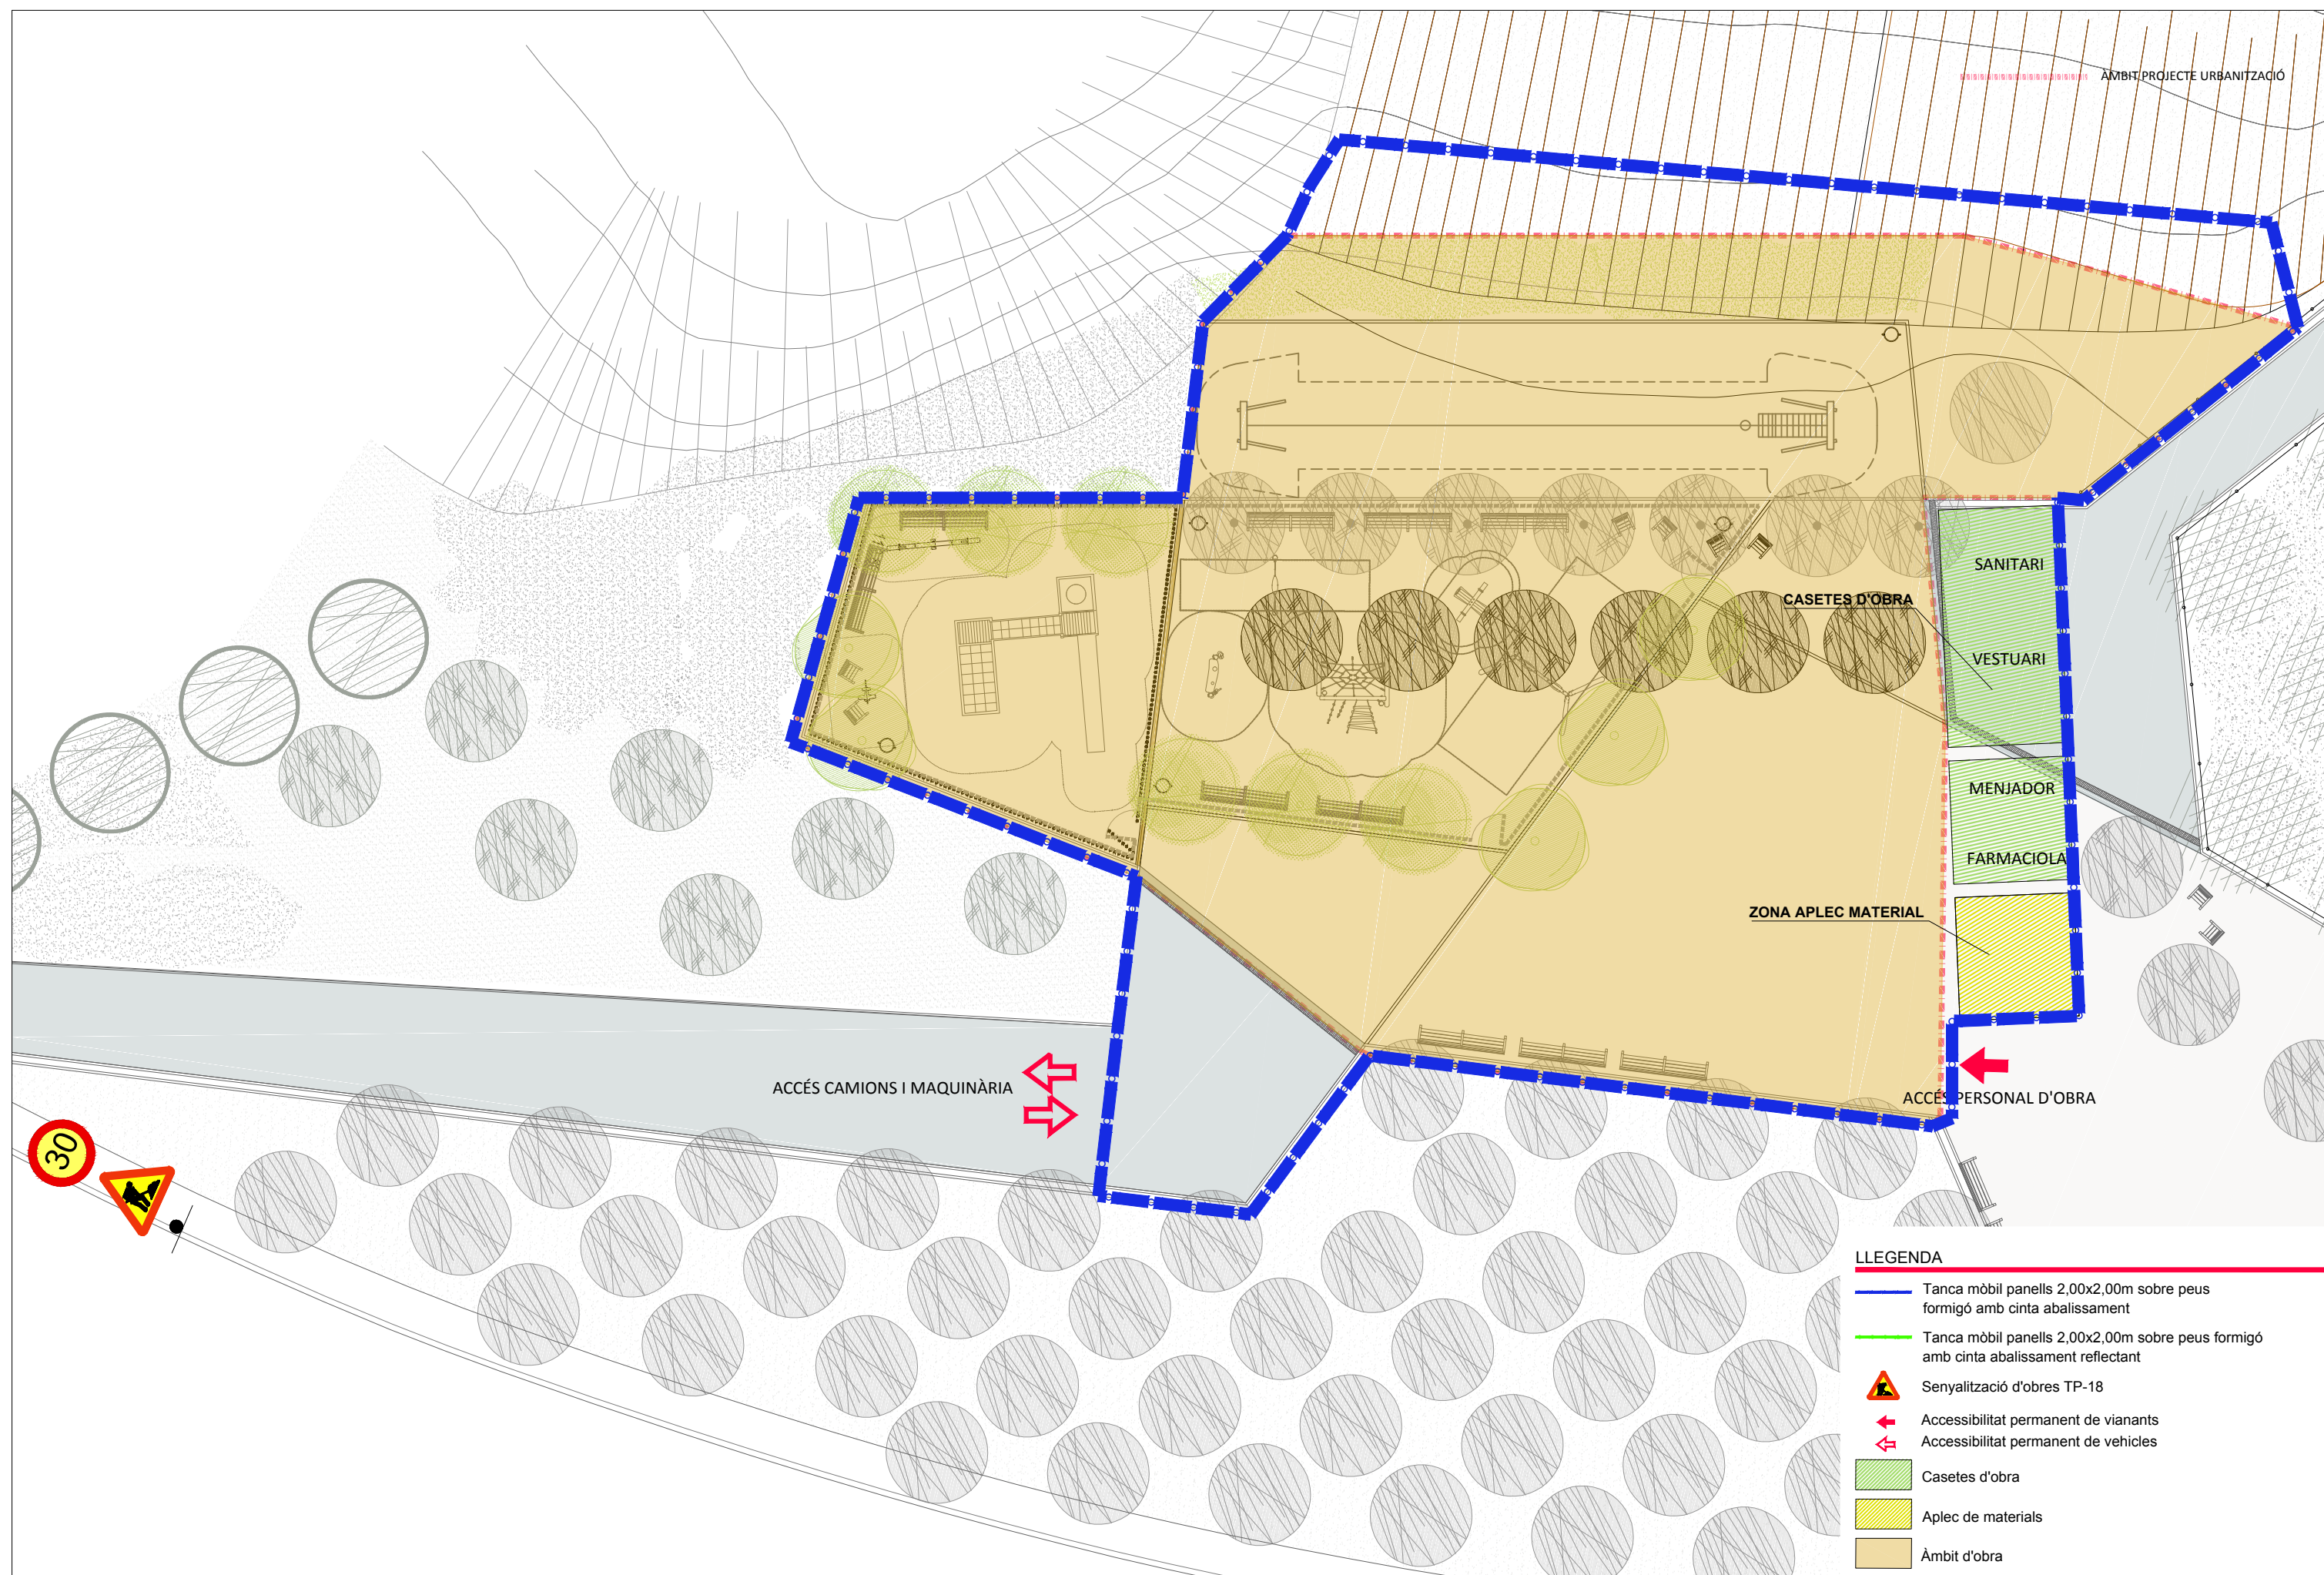 ÀMBIT PROJECTE URBANITZACIÓ
SANITARI
CASETES D'OBRA
VESTUARI
MENJADOR
FARMACIOLA
ZONA APLEC MATERIAL
ACCÉS CAMIONS I MAQUINÀRIA
ACCÉS PERSONAL D'OBRA
30
LLEGENDA
Tanca mòbil panells 2,00x2,00m sobre peus
formigó amb cinta abalissament
Tanca mòbil panells 2,00x2,00m sobre peus formigó
amb cinta abalissament reflectant
Senyalització d'obres TP-18
Accessibilitat permanent de vianants
Accessibilitat permanent de vehicles
Casetes d'obra
Aplec de materials
Àmbit d'obra